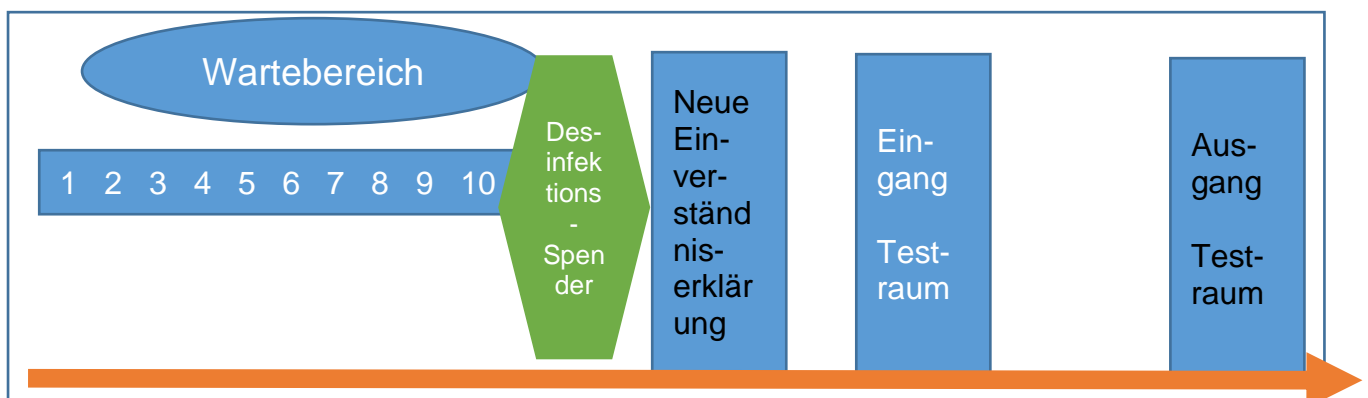 Wartebereich
1 2 3 4 5 6 7 8 9 10
Des-
infek
tions
-
Spen
der
Neue
Ein-
ver-
ständ
nis-
erklär
ung
Ein-
gang
Test-
raum
Aus-
gang
Test-
raum